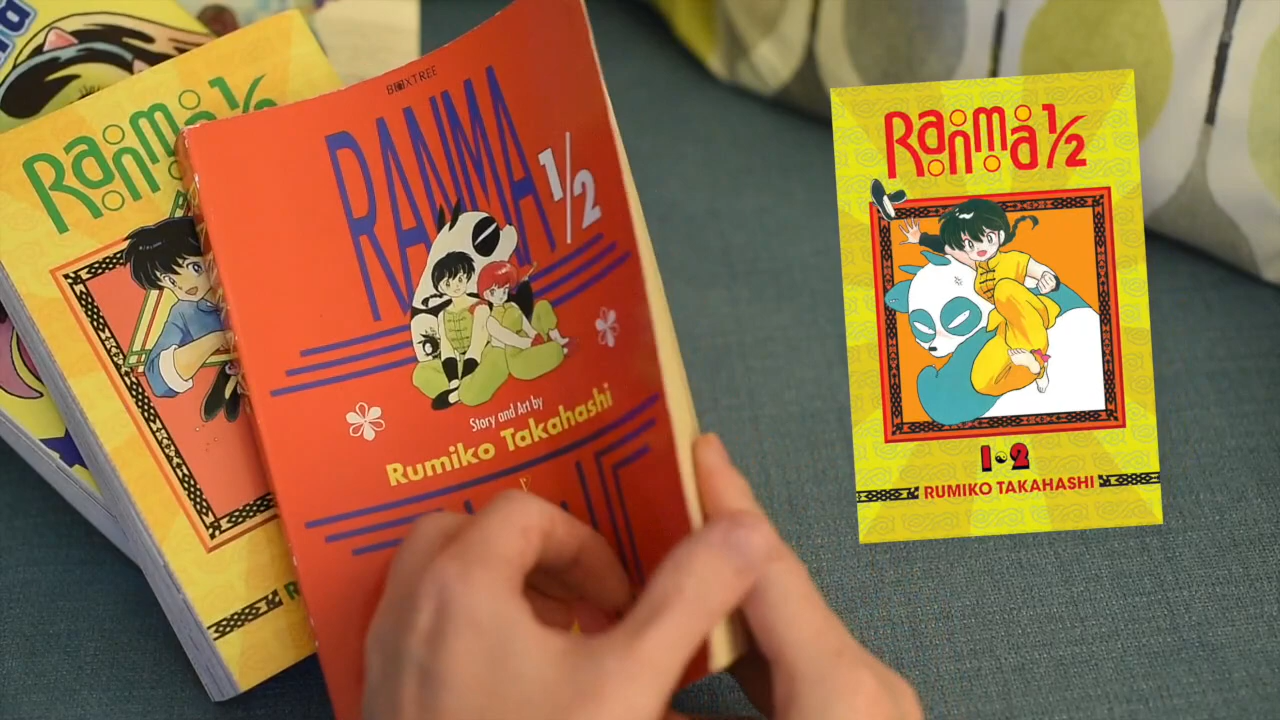 Ranma 1/2
BOXTREE
RANMA 1/2
Story and Art by
Rumiko Takahashi
Ranma 1/2
1•2
RUMIKO TAKAHASHI